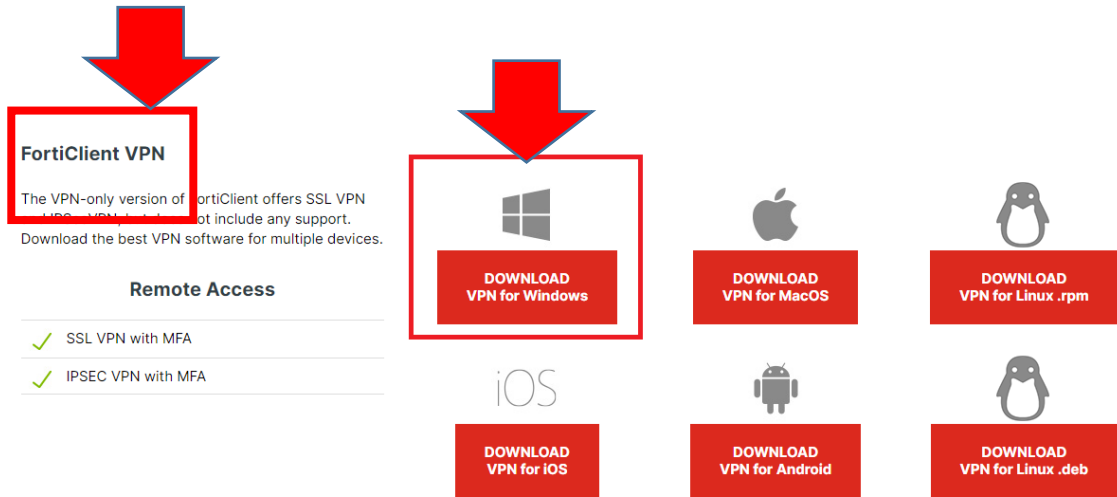 FortiClient VPN
The VPN-only version of FortiClient offers SSL VPN
VPN, not include any support.
Download the best VPN software for multiple devices.
Remote Access
SSL VPN with MFA
IPSEC VPN with MFA
DOWNLOAD
VPN for Windows
DOWNLOAD
VPN for MacOS
DOWNLOAD
VPN for Linux .rpm
iOS
DOWNLOAD
VPN for iOS
DOWNLOAD
VPN for Android
DOWNLOAD
VPN for Linux .deb